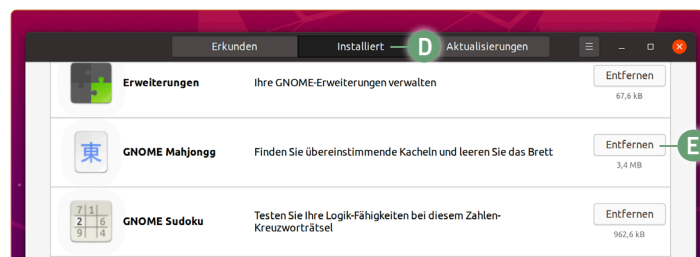 Erkunden
Installiert
D
Aktualisierungen
Erweiterungen
Ihre GNOME-Erweiterungen verwalten
Entfernen
67,6 kB
東
GNOME Mahjongg
Finden Sie übereinstimmende Kacheln und leeren Sie das Brett
Entfernen
E
3,4 MB
7 1
2 6
9 4
GNOME Sudoku
Testen Sie Ihre Logik-Fähigkeiten bei diesem Zahlen-
Kreuzworträtsel
Entfernen
962,6 kB